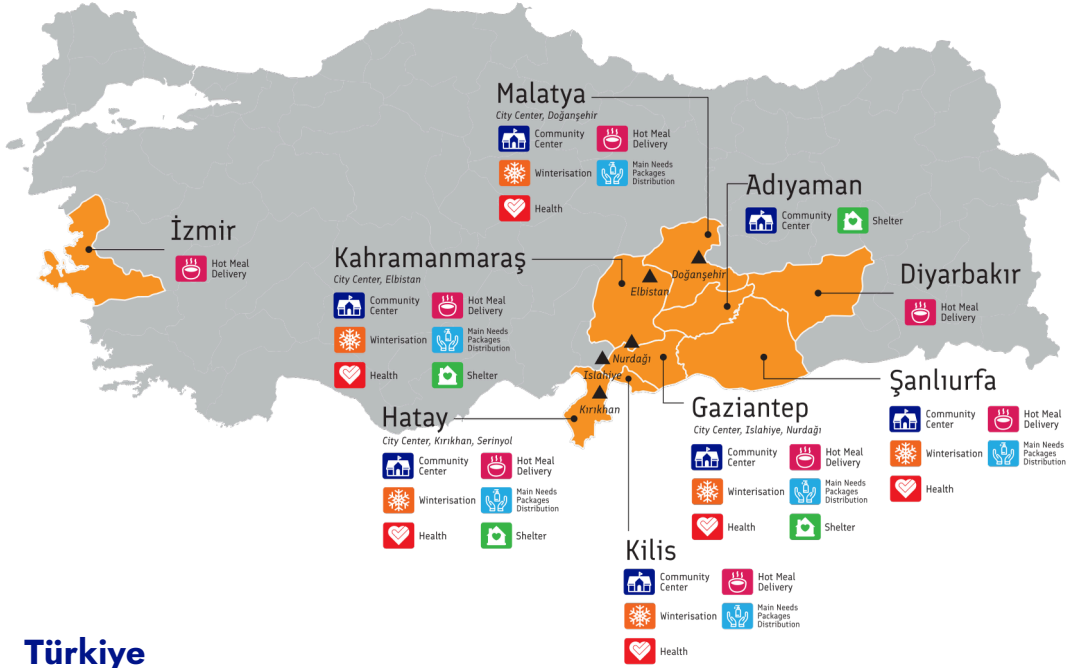 Malatya
City Center, Doğanşehir
Community
Center
Hot Meal
Delivery
Winterisation
Main Needs
Packages
Distribution
Health
Adıyaman
Community
Center
Shelter
İzmir
Hot Meal
Delivery
Kahramanmaraş
City Center, Elbistan
Community
Center
Hot Meal
Delivery
Winterisation
Main Needs
Packages
Distribution
Health
Shelter
Doğanşehir
Elbistan
Nurdağı
İslahiye
Kırıkhan
Diyarbakır
Hot Meal
Delivery
Şanlıurfa
Community
Center
Hot Meal
Delivery
Winterisation
Main Needs
Packages
Distribution
Health
Hatay
City Center, Kırıkhan, Serinyol
Community
Center
Hot Meal
Delivery
Winterisation
Main Needs
Packages
Distribution
Health
Shelter
Gaziantep
City Center, İslahiye, Nurdağı
Community
Center
Hot Meal
Delivery
Winterisation
Main Needs
Packages
Distribution
Health
Shelter
Kilis
Community
Center
Hot Meal
Delivery
Winterisation
Main Needs
Packages
Distribution
Health
Türkiye